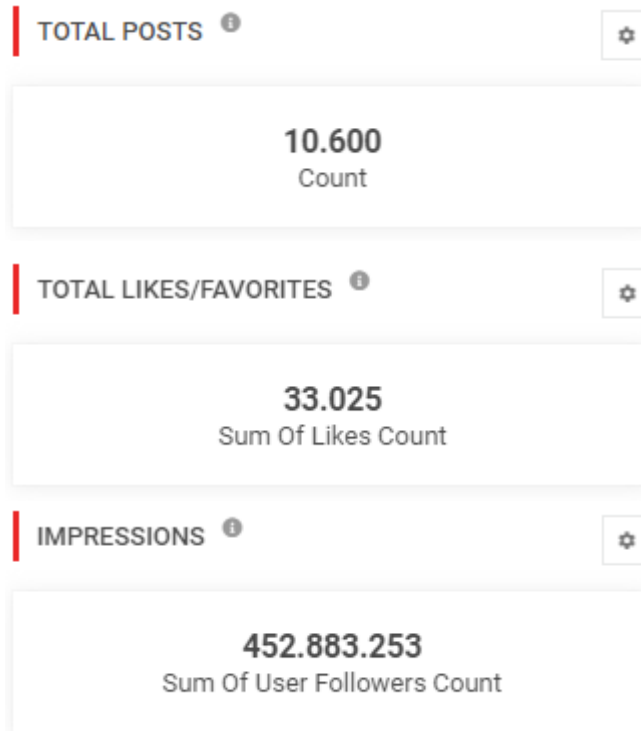 TOTAL POSTS
10.600
Count
TOTAL LIKES/FAVORITES
33.025
Sum Of Likes Count
IMPRESSIONS
452.883.253
Sum Of User Followers Count